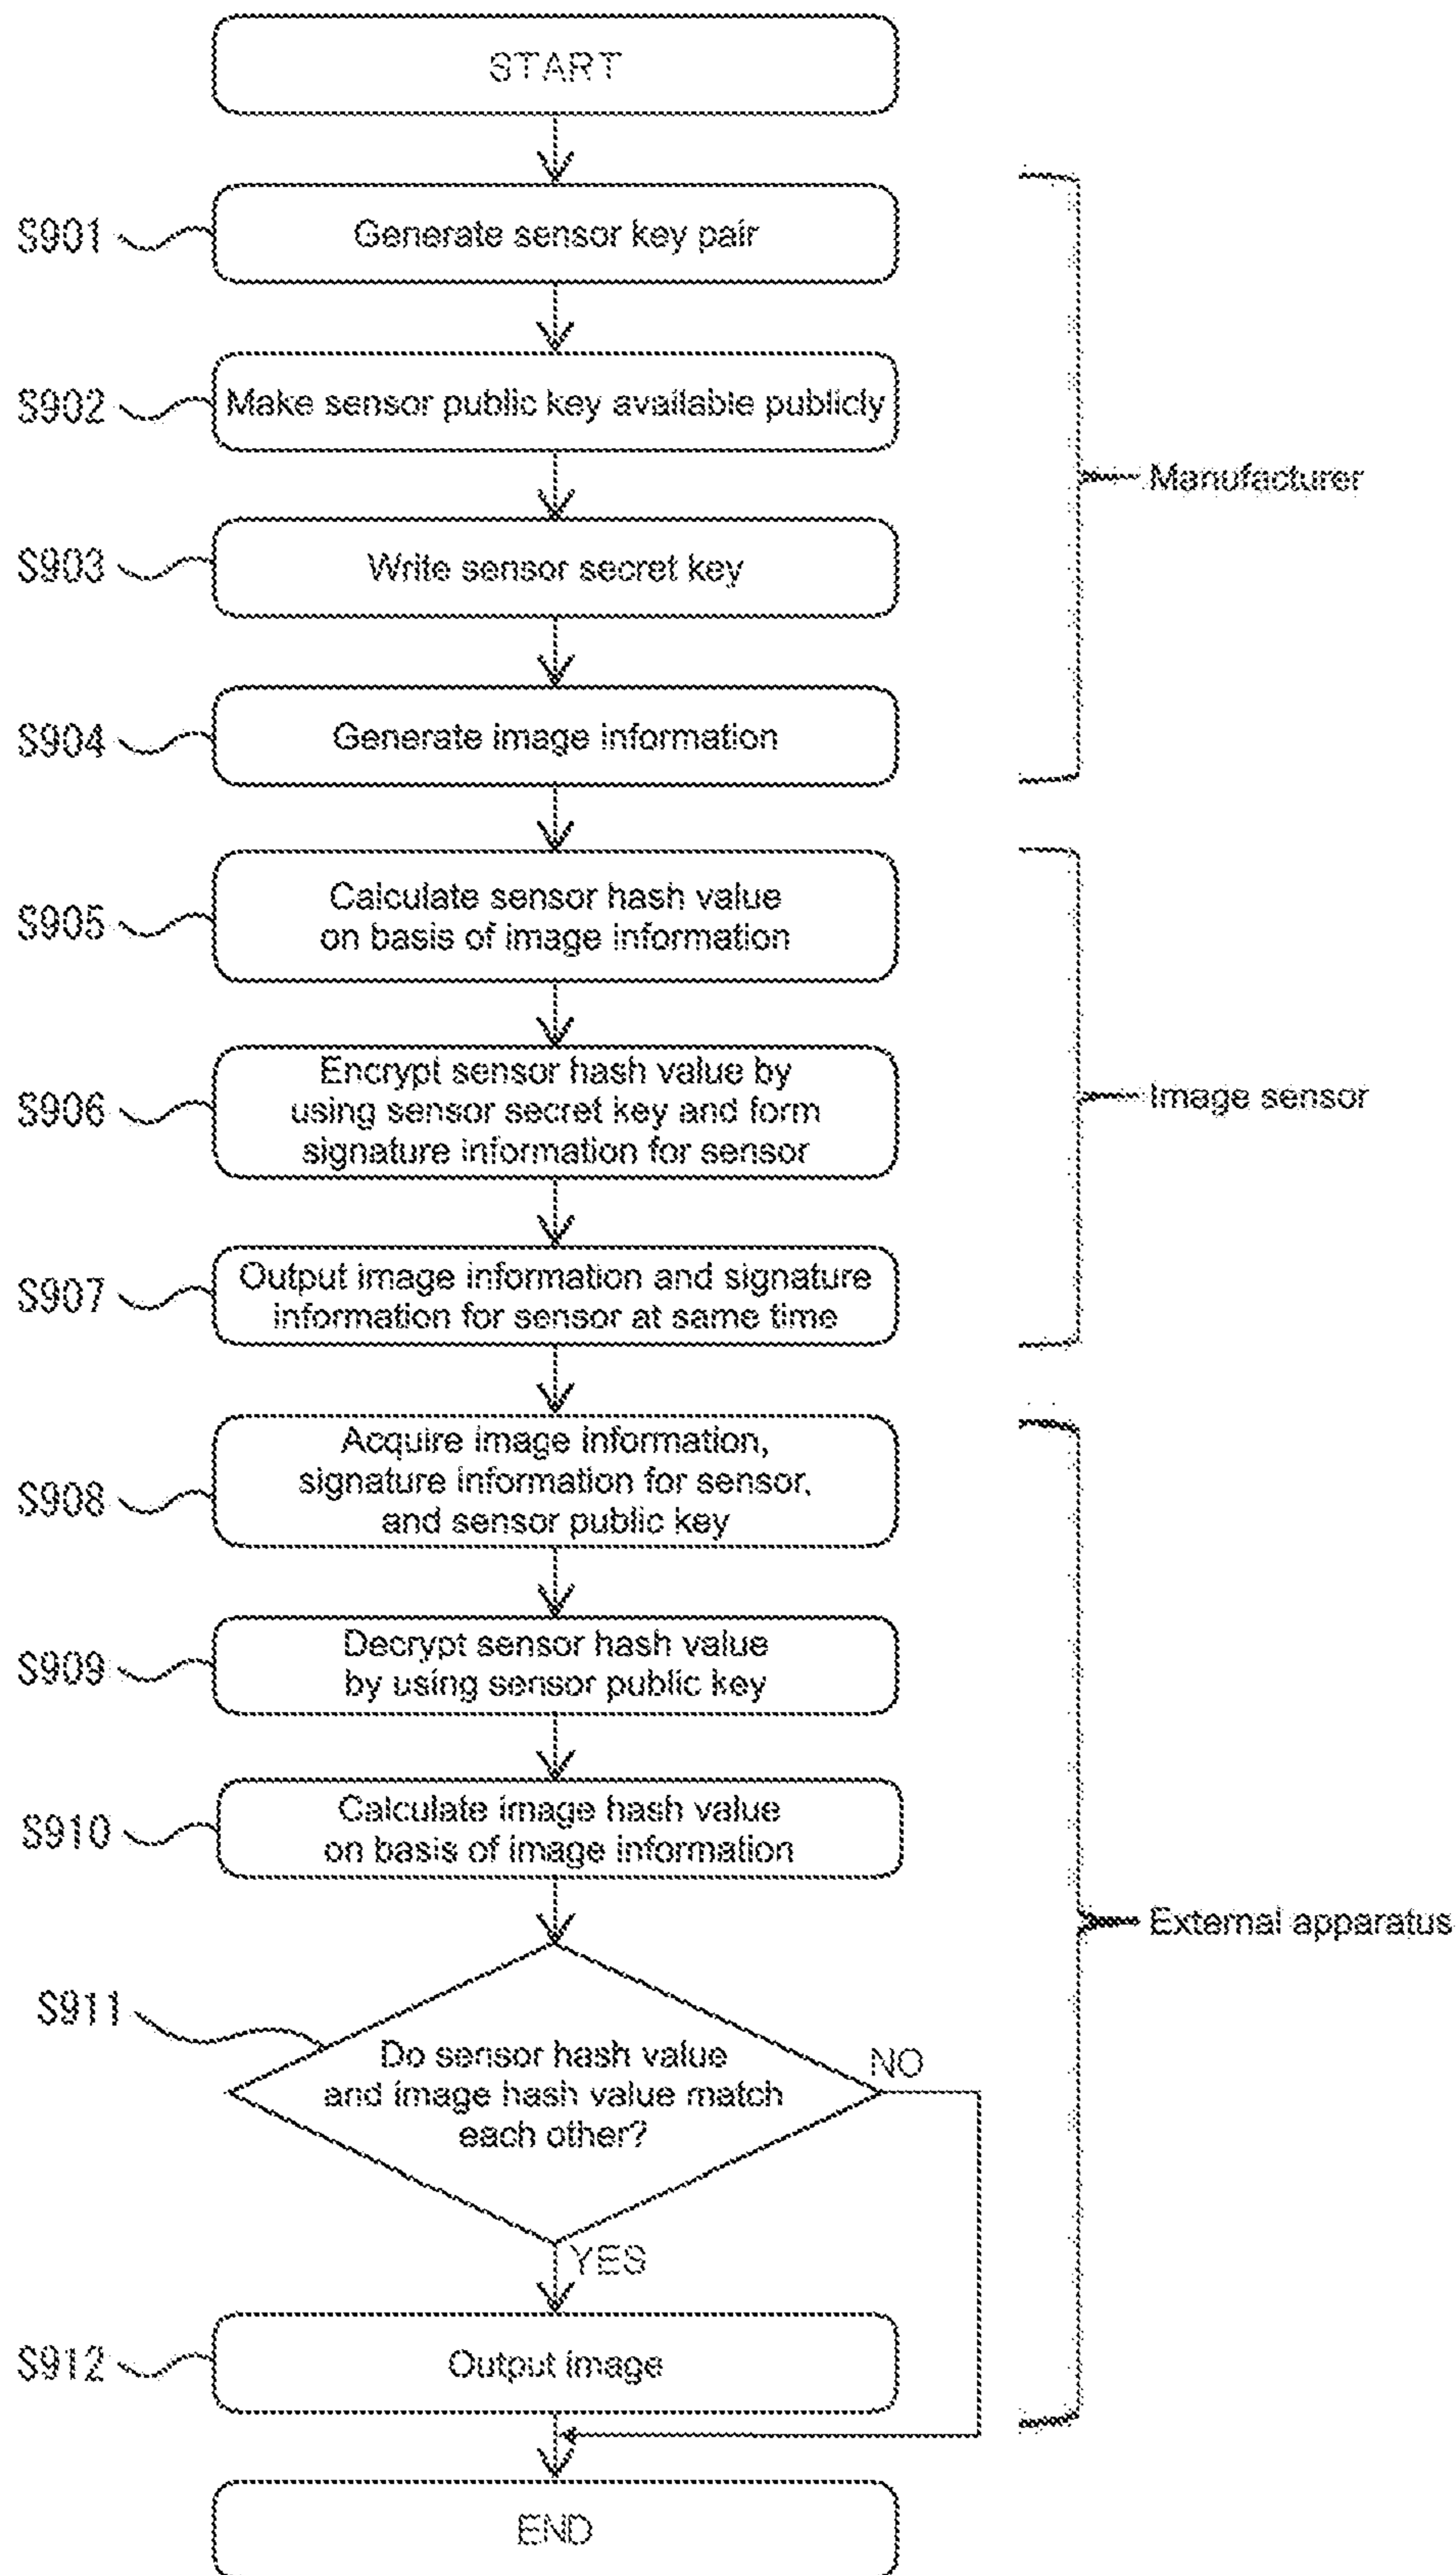 START
S901
Generate sensor key pair
S902
Make sensor public key available publicly
Manufacturer
S903
Write sensor secret key
S904
Generate image information
S905
Calculate sensor hash value
on basis of image information
S906
Encrypt sensor hash value by
using sensor secret key and form
signature information for sensor
Image sensor
S907
Output image information and signature
information for sensor at same time
S908
Acquire image information,
signature information for sensor,
and sensor public key
S909
Decrypt sensor hash value
by using sensor public key
S910
Calculate image hash value
on basis of image information
External apparatus
S911
Do sensor hash value
and image hash value match
each other?
NO
YES
S912
Output image
END